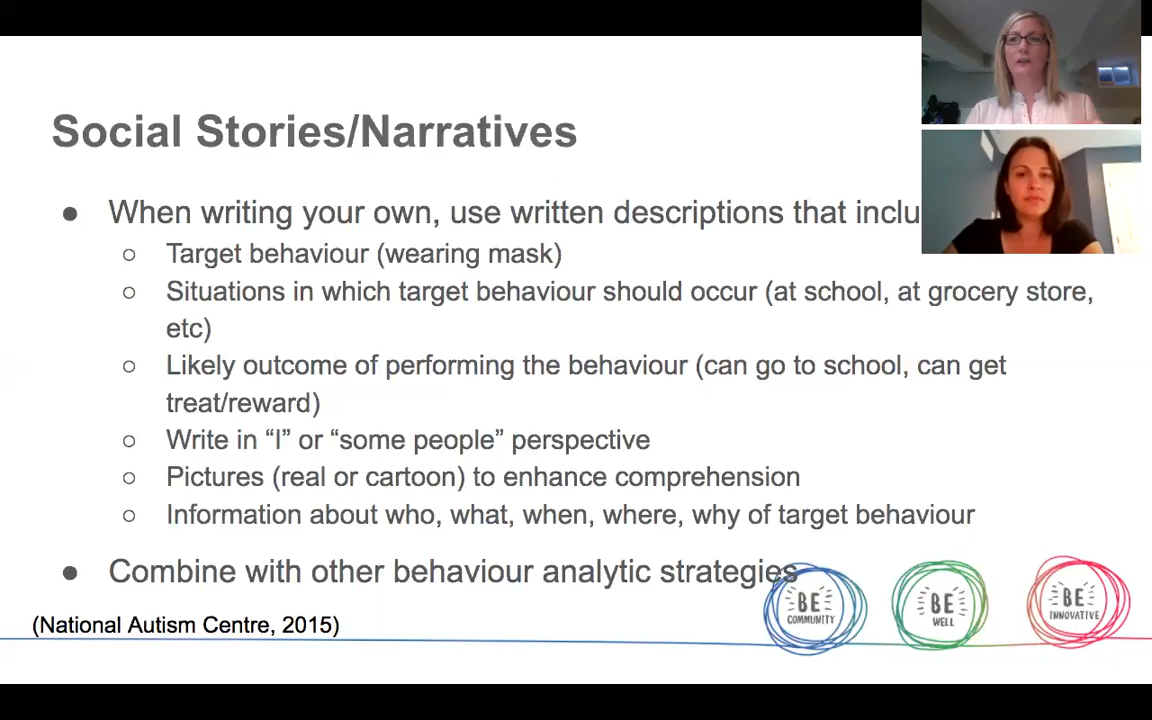 Social Stories/Narratives
● When writing your own, use written descriptions that
○ Target behaviour (wearing mask)
○ Situations in which target behaviour should occur (at school, at grocery store,
etc)
○ Likely outcome of performing the behaviour (can go to school, can get
treat/reward)
○ Write in “I” or “some people” perspective
○ Pictures (real or cartoon) to enhance comprehension
○ Information about who, what, when, where, why of target behaviour
● Combine with other behaviour analytic strategies
BE
COMMUNITY
BE
WELL
BE
INNOVATIVE
(National Autism Centre, 2015)